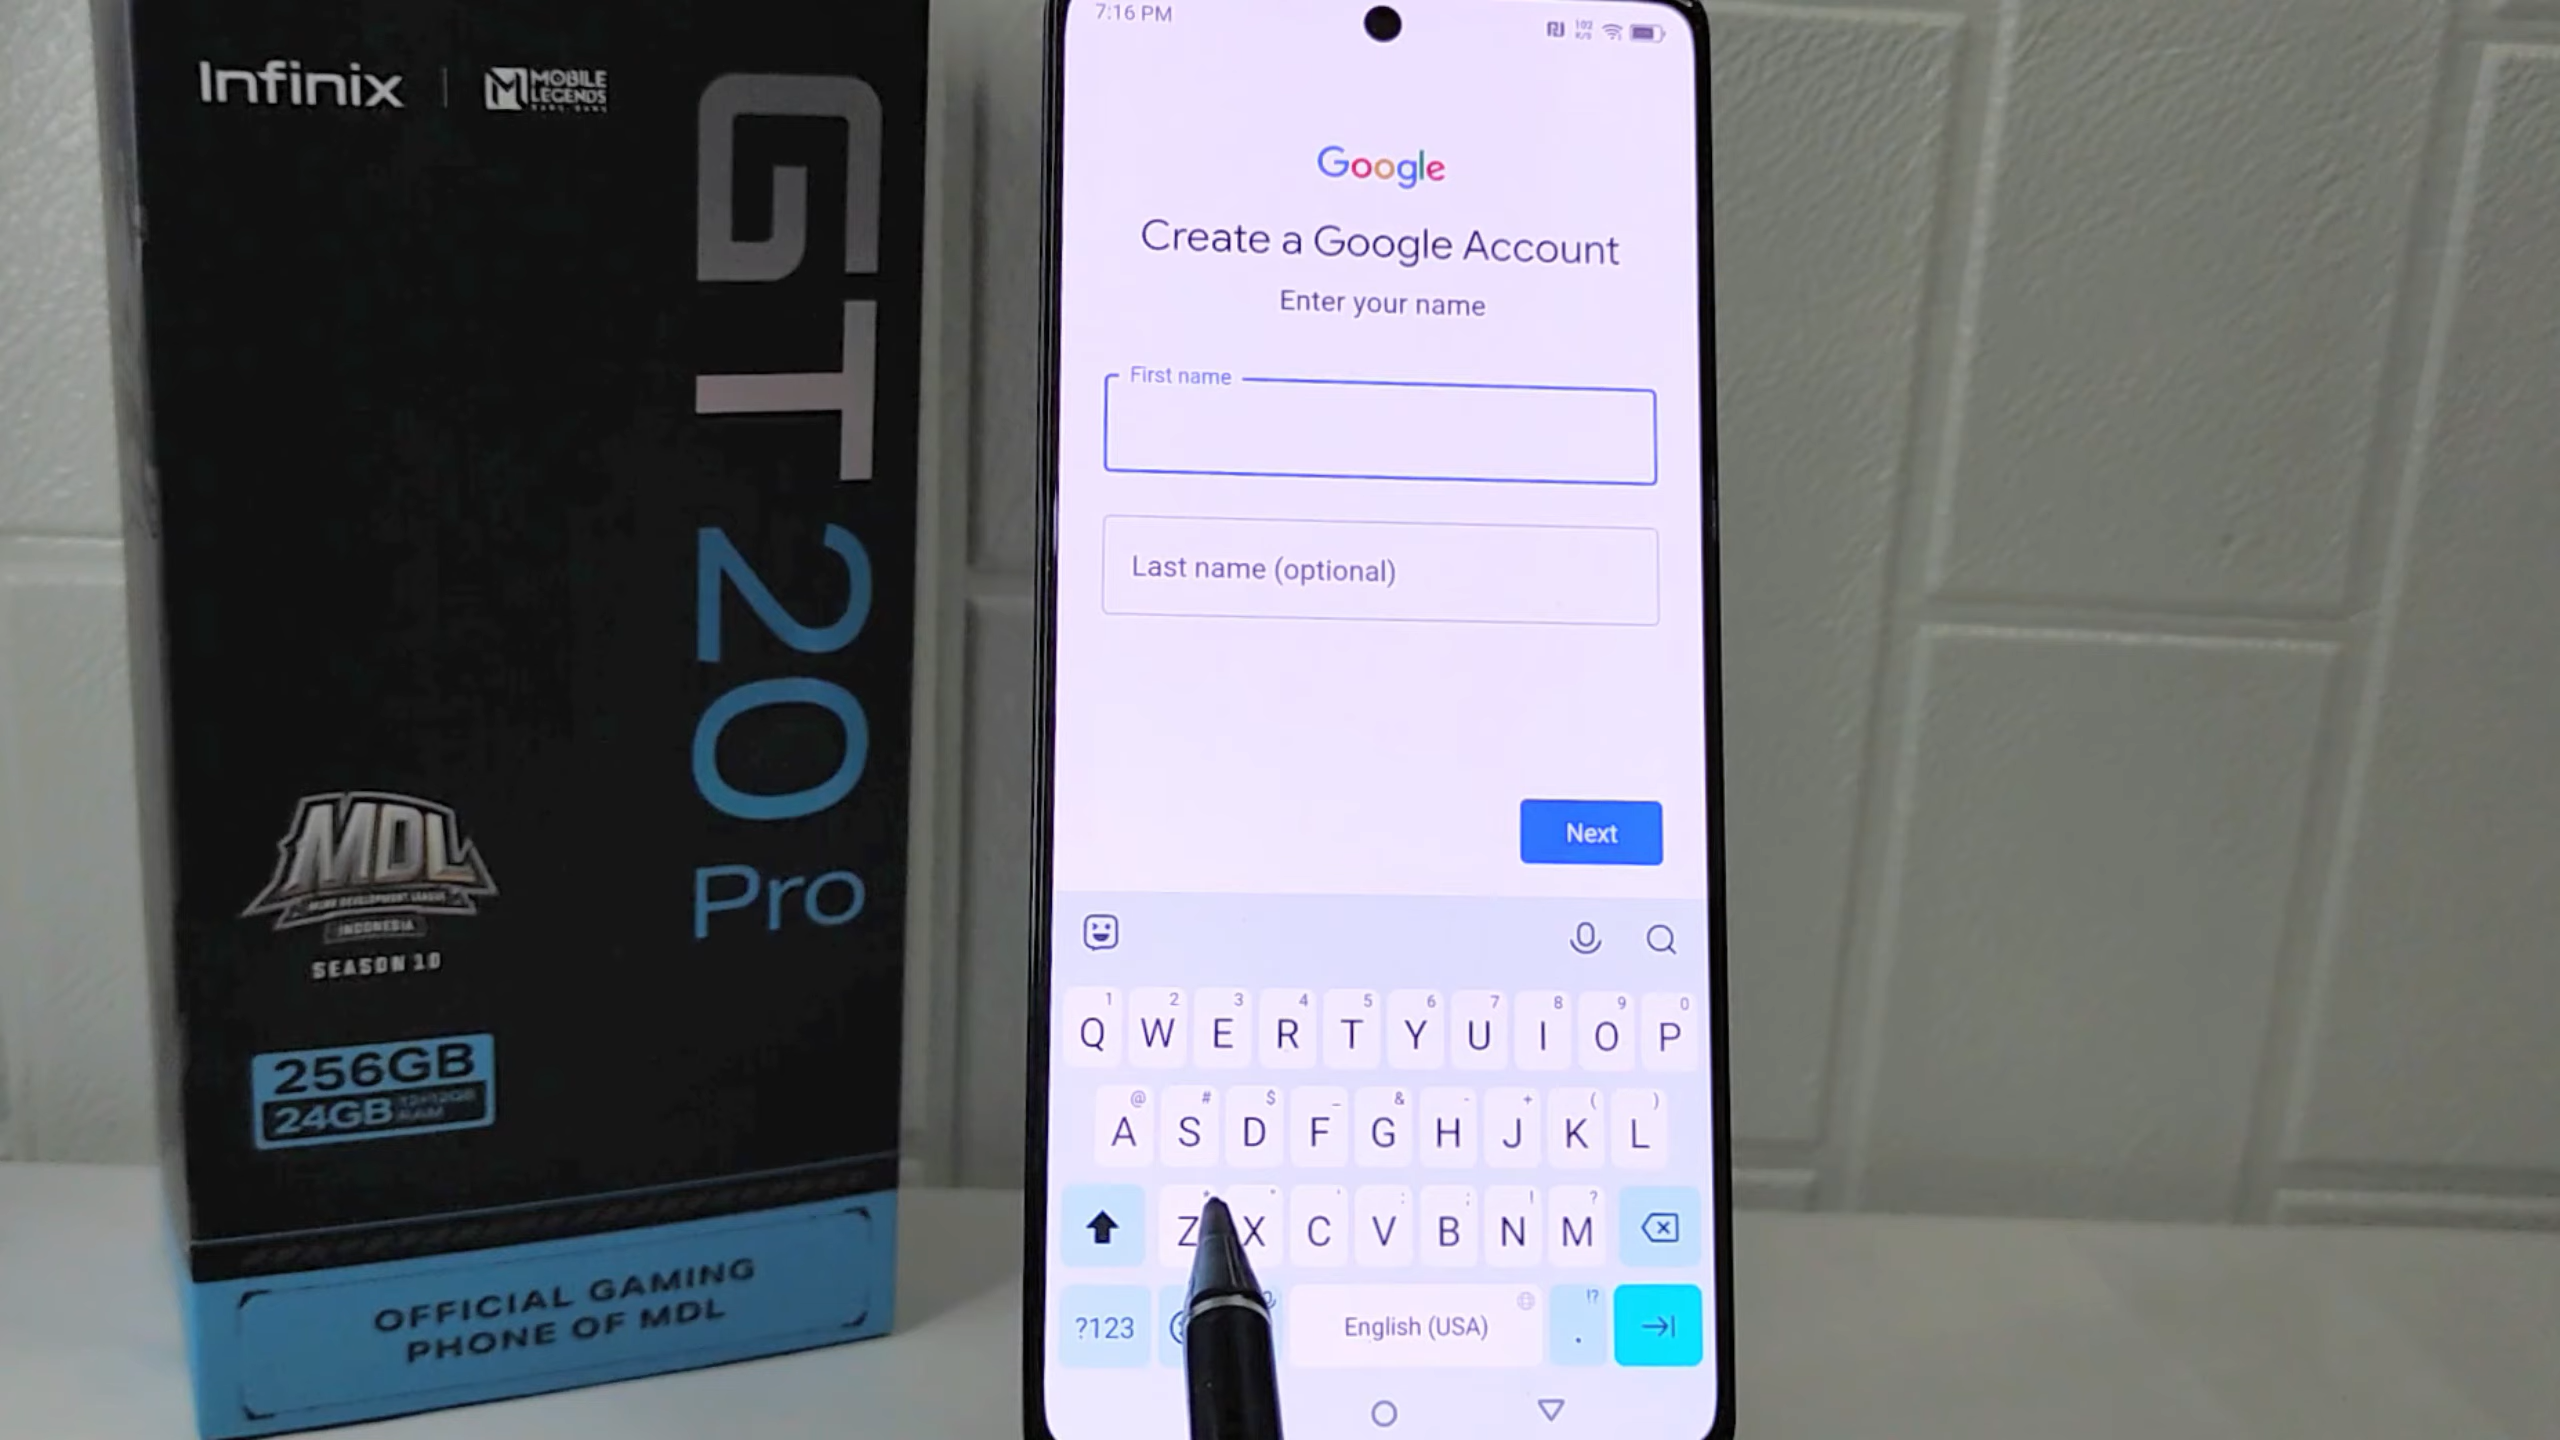 Infinix
MOBILE
LEGENDS
GT 20 Pro
MDL
INDONESIA
SEASON 10
256GB
24GB
OFFICIAL GAMING
PHONE OF MDL
7:16 PM
Google
Create a Google Account
Enter your name
First name
Last name (optional)
Next
1 2 3 4 5 6 7 8 9 0
Q W E R T Y U I O P
@ # $ _ & - + ( )
A S D F G H J K L
Z X C V B N M
?123
English (USA)
.